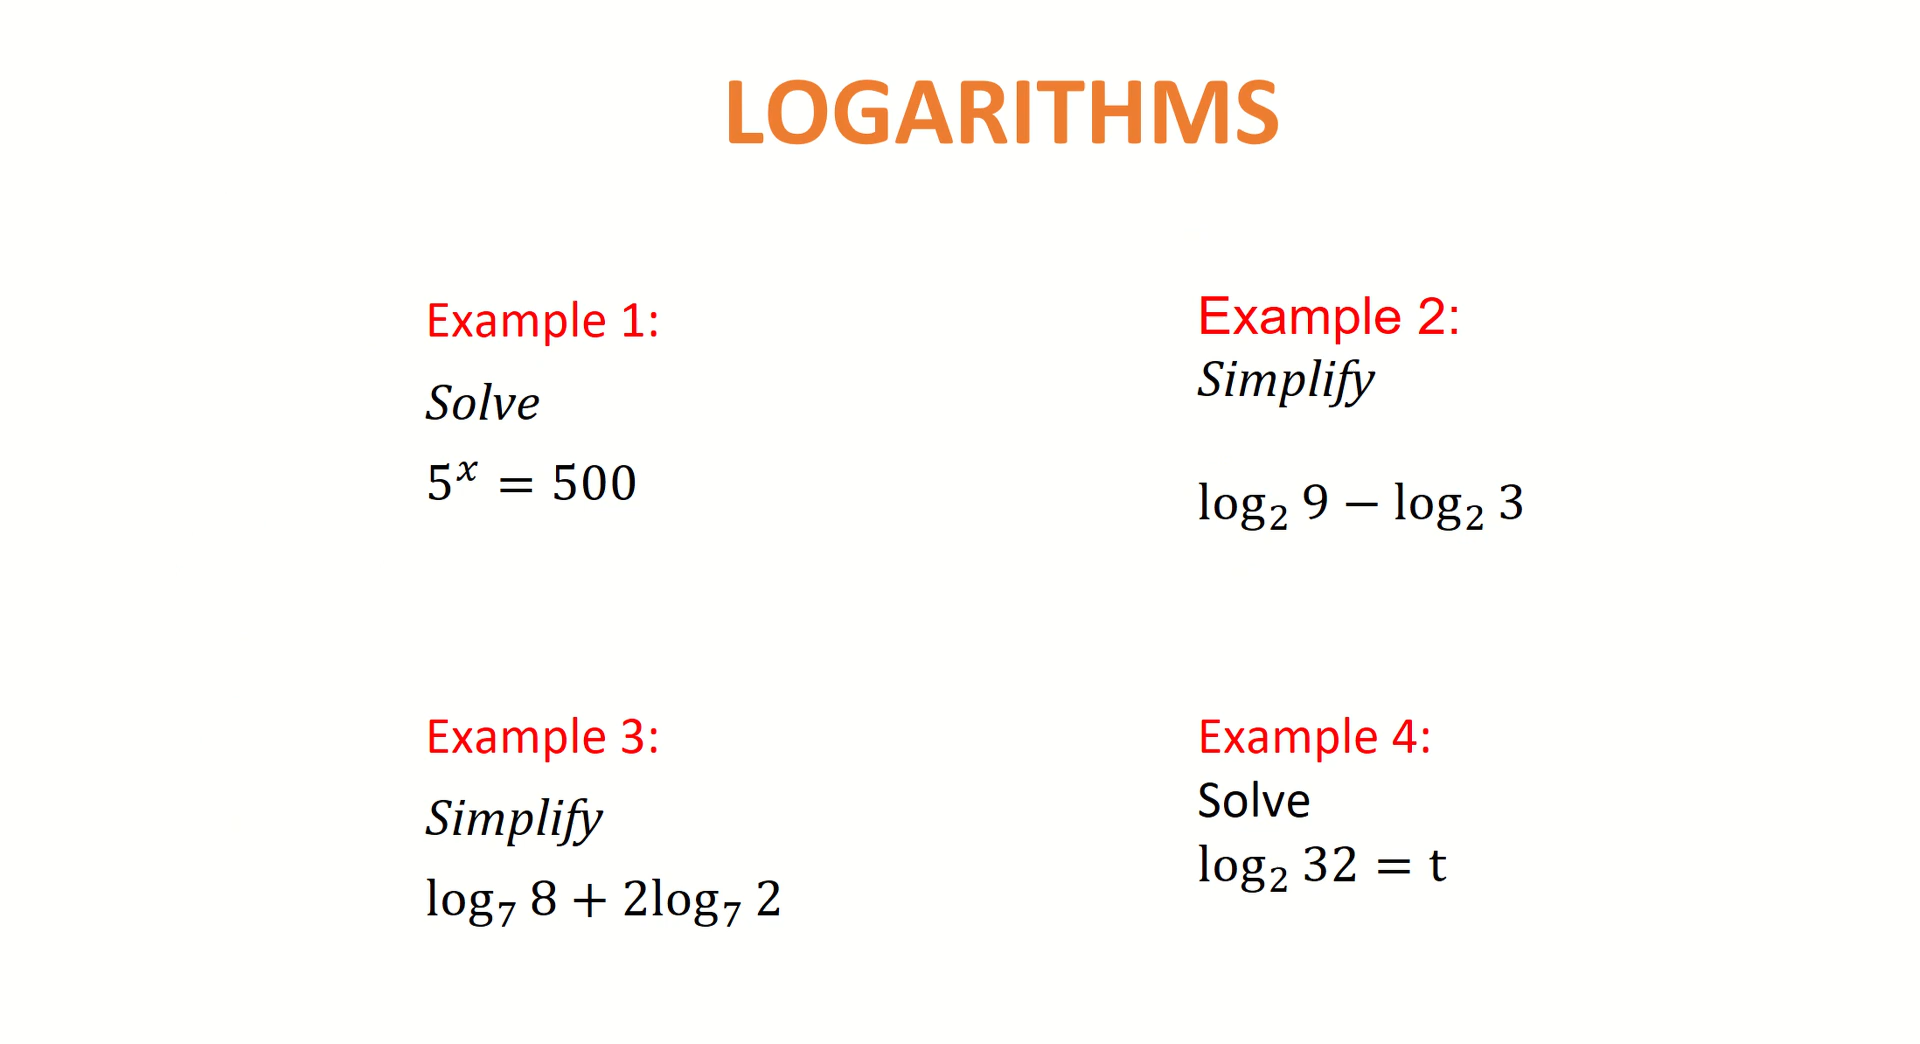 LOGARITHMS
Example 1:
Solve
5ˣ = 500
Example 2:
Simplify
log₂ 9 − log₂ 3
Example 3:
Simplify
log₇ 8 + 2log₇ 2
Example 4:
Solve
log₂ 32 = t